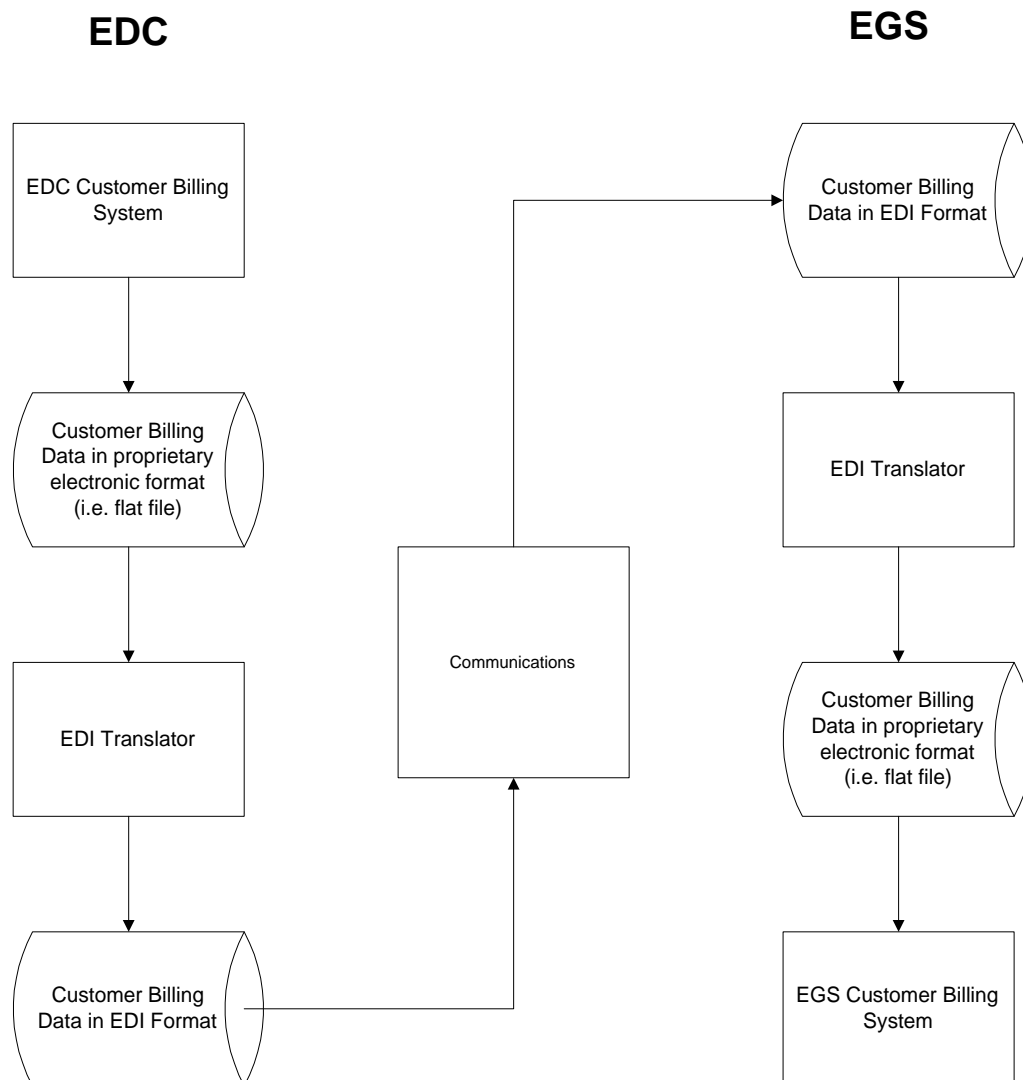 EDC
EGS
EDC Customer Billing
System
Customer Billing
Data in proprietary
electronic format
(i.e. flat file)
EDI Translator
Customer Billing
Data in EDI Format
Communications
Customer Billing
Data in EDI Format
EDI Translator
Customer Billing
Data in proprietary
electronic format
(i.e. flat file)
EGS Customer Billing
System